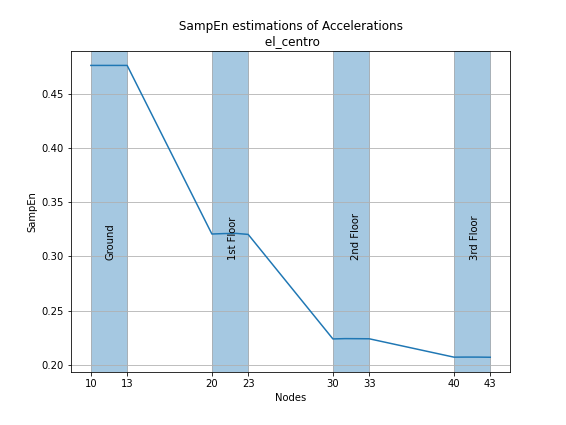 SampEn estimations of Accelerations
el_centro
SampEn
0.45
0.40
0.35
0.30
0.25
0.20
Ground
1st Floor
2nd Floor
3rd Floor
10 13 20 23 30 33 40 43
Nodes